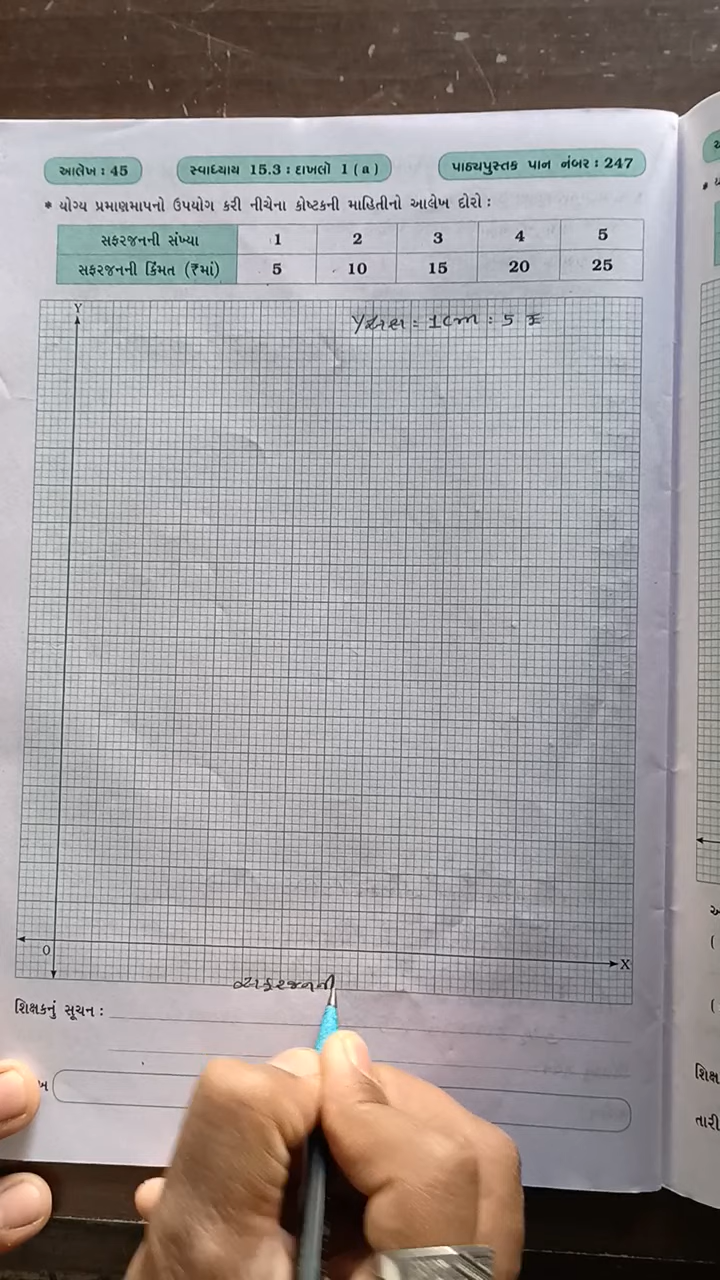 આલેખ : 45 સ્વાધ્યાય 15.3 : દાખલો 1 (a) પાઠ્યપુસ્તક પાન નંબર : 247
* યોગ્ય પ્રમાણમાપનો ઉપયોગ કરી નીચેના કોષ્ટકની માહિતીનો આલેખ દોરો :
સફરજનની સંખ્યા 1 2 3 4 5
સફરજનની કિંમત (₹માં) 5 10 15 20 25
Y
Yઅક્ષ = 1cm : 5 ₹
0
X
સફરજનની
શિક્ષકનું સૂચન :
શિક્ષ
તારી